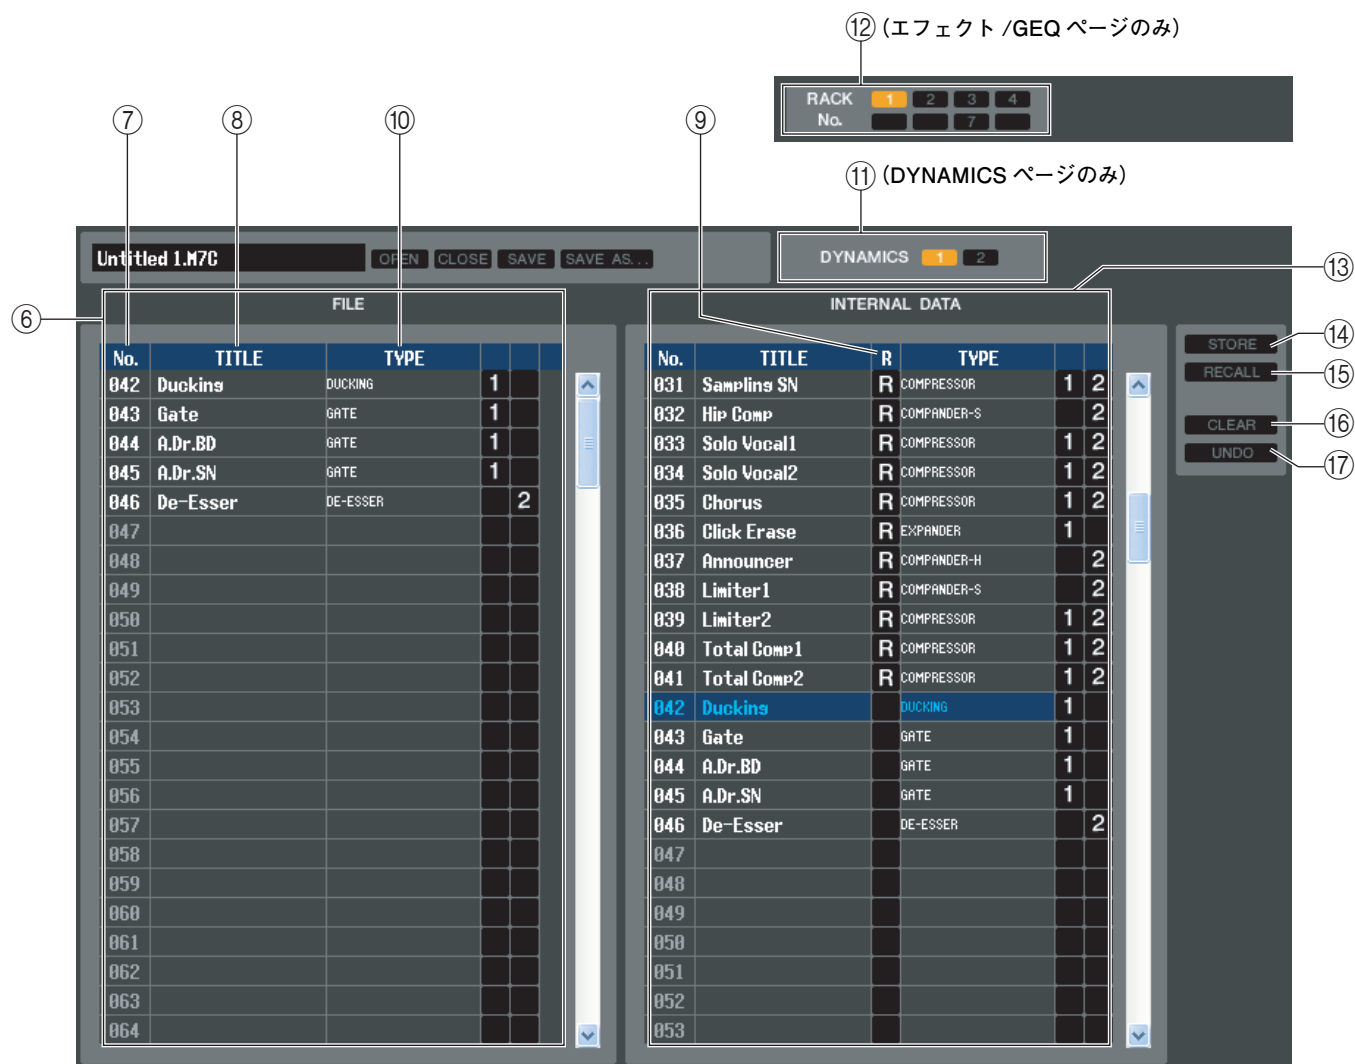 ⑫ (エフェクト /GEQ ページのみ)
RACK 1 2 3 4
No. 7
⑦ ⑧ ⑩ ⑨
⑪ (DYNAMICS ページのみ)
Untitled 1.M7C OPEN CLOSE SAVE SAVE AS... DYNAMICS 1 2
⑬
⑥ FILE INTERNAL DATA
No. TITLE TYPE
042 Ducking DUCKING 1
043 Gate GATE 1
044 A.Dr.BD GATE 1
045 A.Dr.SN GATE 1
046 De-Esser DE-ESSER 2
047
048
049
050
051
052
053
054
055
056
057
058
059
060
061
062
063
064
No. TITLE R TYPE
031 Sampling SN R COMPRESSOR 1 2
032 Hip Comp R COMPANDER-S 2
033 Solo Vocal1 R COMPRESSOR 1 2
034 Solo Vocal2 R COMPRESSOR 1 2
035 Chorus R COMPRESSOR 1 2
036 Click Erase R EXPANDER 1
037 Announcer R COMPANDER-H 2
038 Limiter1 R COMPANDER-S 2
039 Limiter2 R COMPRESSOR 1 2
040 Total Comp1 R COMPRESSOR 1 2
041 Total Comp2 R COMPRESSOR 1 2
042 Ducking DUCKING 1
043 Gate GATE 1
044 A.Dr.BD GATE 1
045 A.Dr.SN GATE 1
046 De-Esser DE-ESSER 2
047
048
049
050
051
052
053
STORE ⑭
RECALL ⑮
CLEAR ⑯
UNDO ⑰